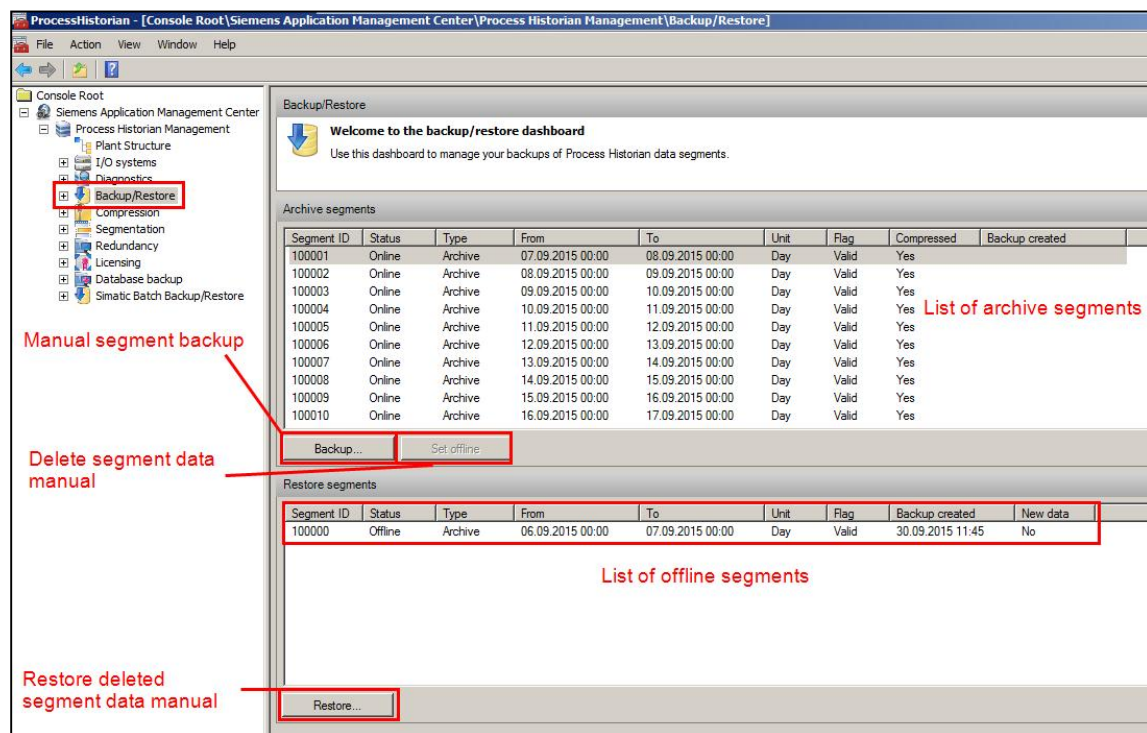 ProcessHistorian - [Console Root\Siemens Application Management Center\Process Historian Management\Backup/Restore]
File Action View Window Help
Console Root
Siemens Application Management Center
Process Historian Management
Plant Structure
I/O systems
Diagnostics
Backup/Restore
Compression
Segmentation
Redundancy
Licensing
Database backup
Simatic Batch Backup/Restore
Manual segment backup
Delete segment data
manual
Restore deleted
segment data manual
Backup/Restore
Welcome to the backup/restore dashboard
Use this dashboard to manage your backups of Process Historian data segments.
Archive segments
Segment ID Status Type From To Unit Flag Compressed Backup created
100001 Online Archive 07.09.2015 00:00 08.09.2015 00:00 Day Valid Yes
100002 Online Archive 08.09.2015 00:00 09.09.2015 00:00 Day Valid Yes
100003 Online Archive 09.09.2015 00:00 10.09.2015 00:00 Day Valid Yes
100004 Online Archive 10.09.2015 00:00 11.09.2015 00:00 Day Valid Yes
List of archive segments
100005 Online Archive 11.09.2015 00:00 12.09.2015 00:00 Day Valid Yes
100006 Online Archive 12.09.2015 00:00 13.09.2015 00:00 Day Valid Yes
100007 Online Archive 13.09.2015 00:00 14.09.2015 00:00 Day Valid Yes
100008 Online Archive 14.09.2015 00:00 15.09.2015 00:00 Day Valid Yes
100009 Online Archive 15.09.2015 00:00 16.09.2015 00:00 Day Valid Yes
100010 Online Archive 16.09.2015 00:00 17.09.2015 00:00 Day Valid Yes
Backup... Set offline
Restore segments
Segment ID Status Type From To Unit Flag Backup created New data
100000 Offline Archive 06.09.2015 00:00 07.09.2015 00:00 Day Valid 30.09.2015 11:45 No
List of offline segments
Restore...